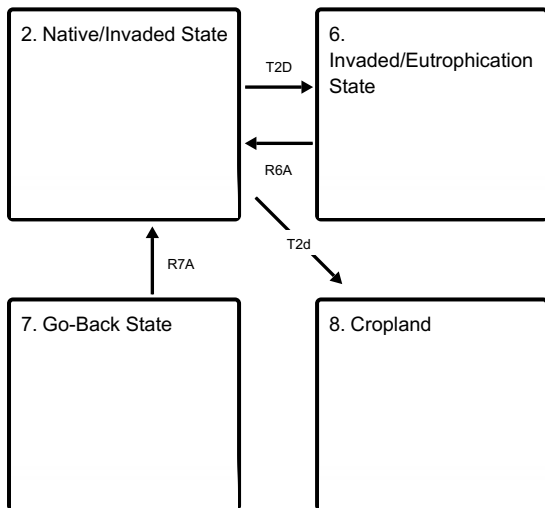 2. Native/Invaded State
6.
Invaded/Eutrophication
State
T2D
R6A
T2d
R7A
7. Go-Back State
8. Cropland